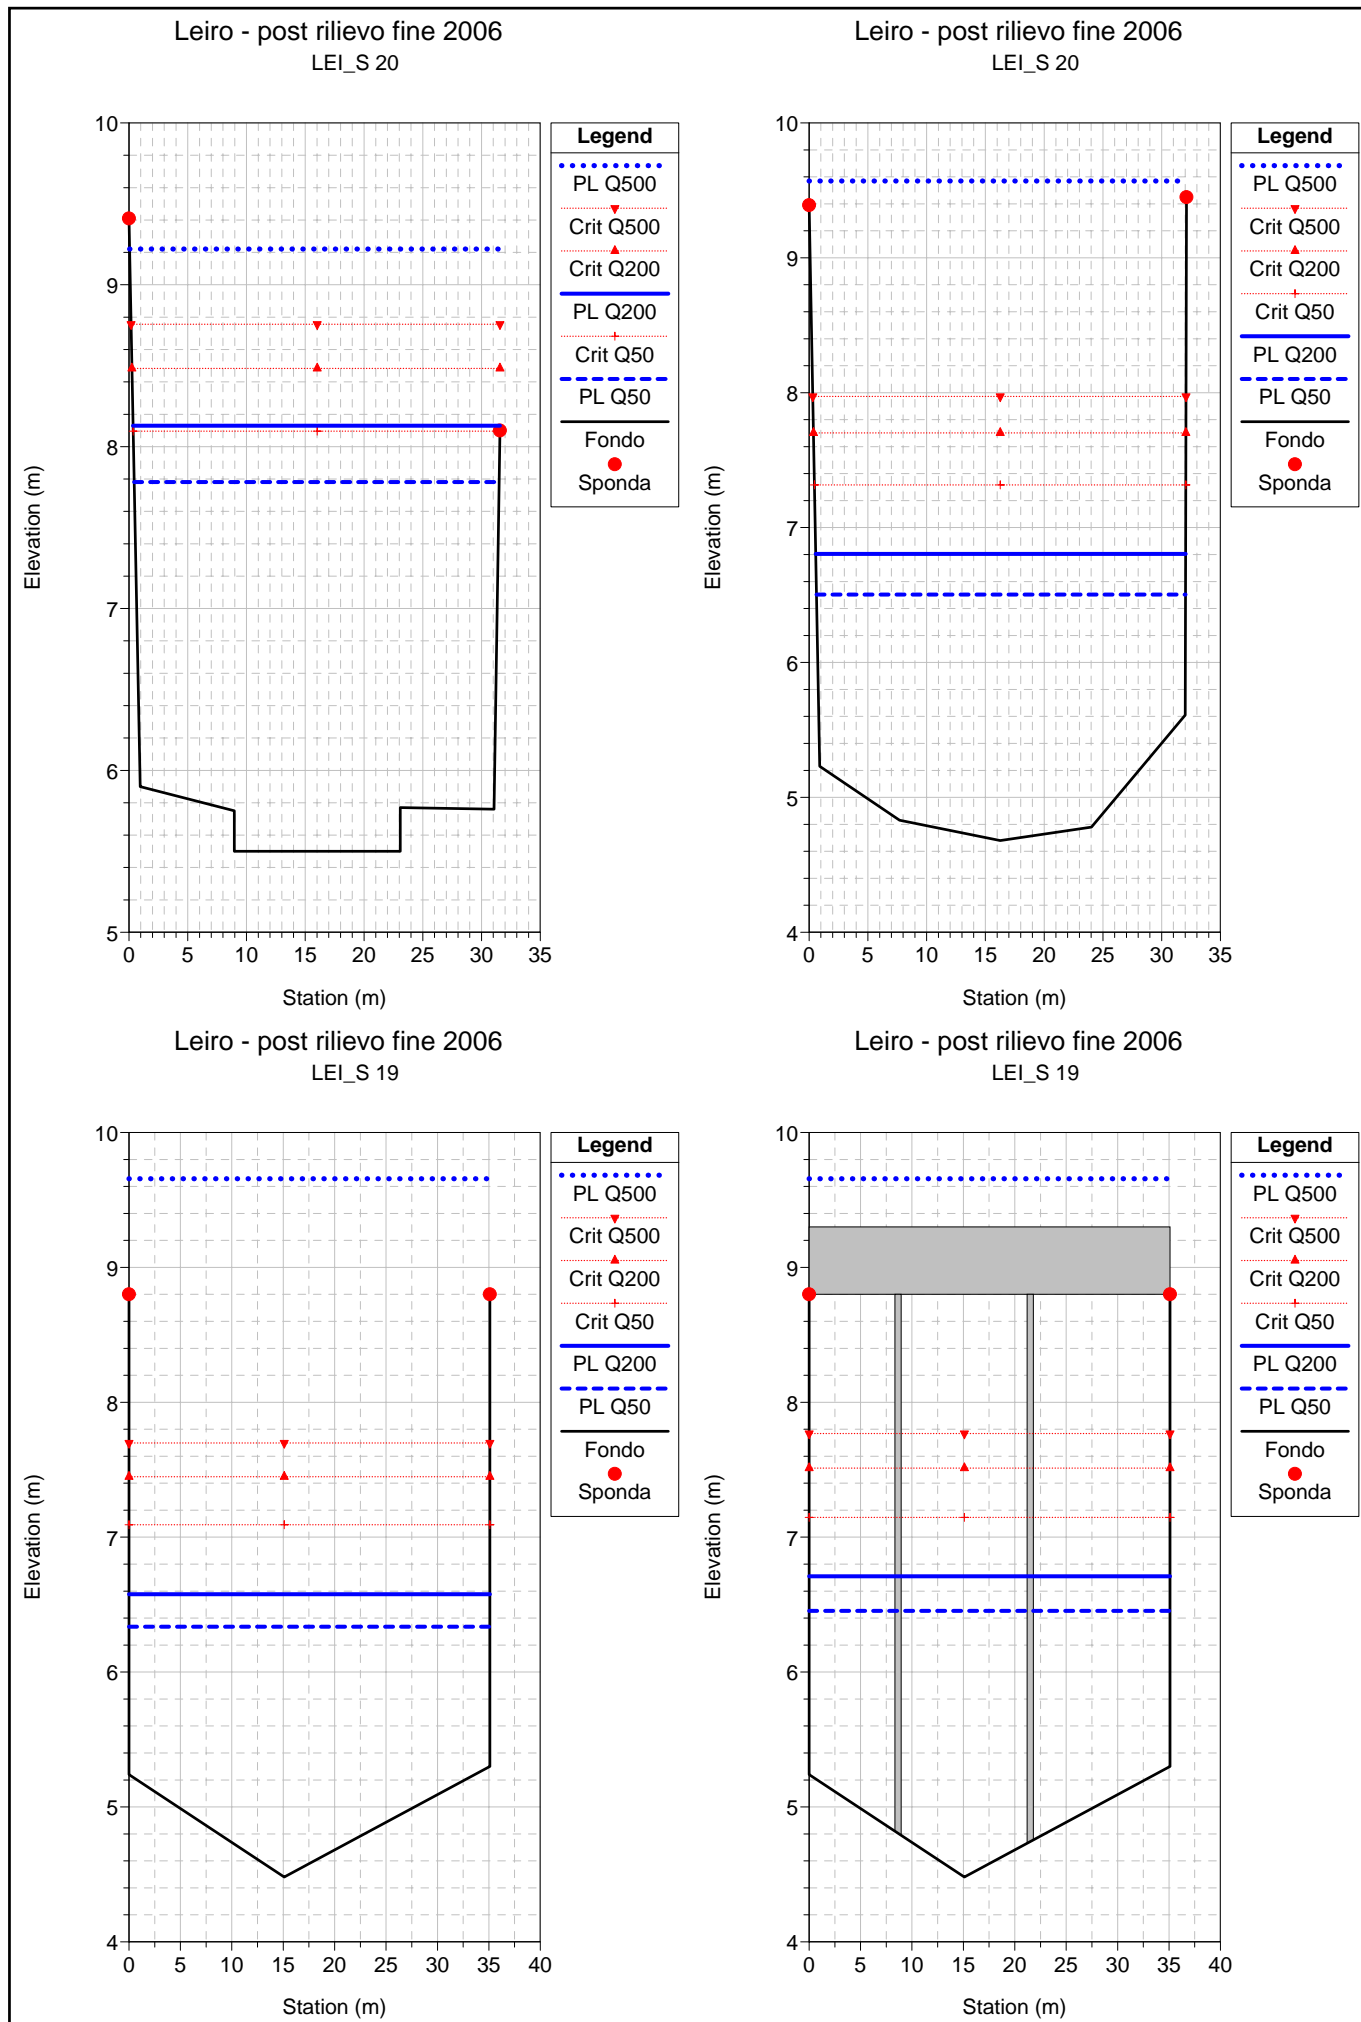 Leiro - post rilievo fine 2006
LEI_S 20
Elevation (m)
10
9
8
7
6
5
0 5 10 15 20 25 30 35
Station (m)
Legend
PL Q500
Crit Q500
Crit Q200
PL Q200
Crit Q50
PL Q50
Fondo
Sponda
Leiro - post rilievo fine 2006
LEI_S 20
Elevation (m)
10
9
8
7
6
5
4
0 5 10 15 20 25 30 35
Station (m)
Legend
PL Q500
Crit Q500
Crit Q200
Crit Q50
PL Q200
PL Q50
Fondo
Sponda
Leiro - post rilievo fine 2006
LEI_S 19
Elevation (m)
10
9
8
7
6
5
4
0 5 10 15 20 25 30 35 40
Station (m)
Legend
PL Q500
Crit Q500
Crit Q200
Crit Q50
PL Q200
PL Q50
Fondo
Sponda
Leiro - post rilievo fine 2006
LEI_S 19
Elevation (m)
10
9
8
7
6
5
4
0 5 10 15 20 25 30 35 40
Station (m)
Legend
PL Q500
Crit Q500
Crit Q200
Crit Q50
PL Q200
PL Q50
Fondo
Sponda